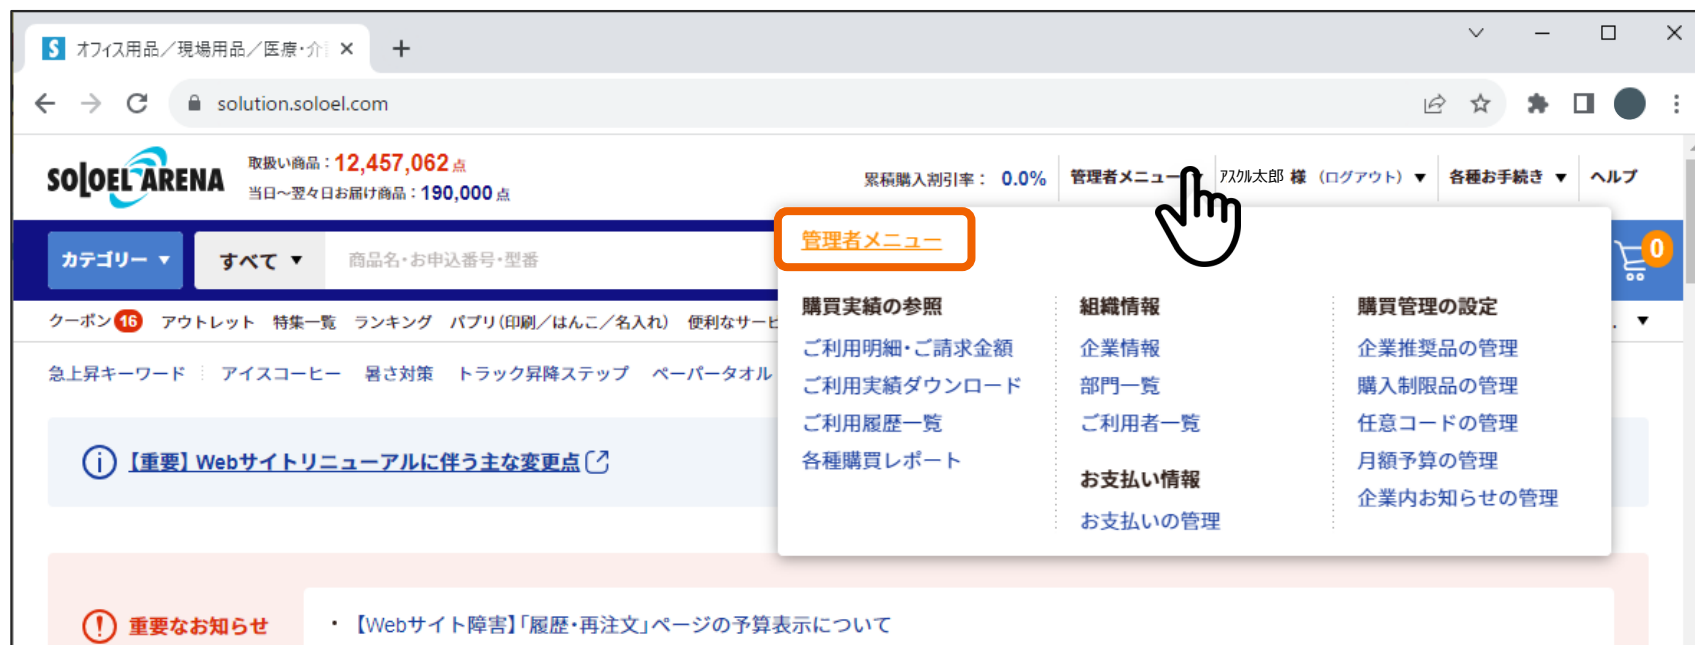 オフィス用品／現場用品／医療・介
solution.soloel.com
SOLOEL ARENA
取扱い商品：12,457,062点
当日～翌々日お届け商品：190,000点
累積購入割引率： 0.0%
管理者メニュー
アスクル太郎 様 （ログアウト）▼
各種お手続き ▼
ヘルプ
カテゴリー ▼
すべて ▼
商品名・お申込番号・型番
0
クーポン 16 アウトレット 特集一覧 ランキング パプリ（印刷／はんこ／名入れ） 便利なサービ
急上昇キーワード アイスコーヒー 暑さ対策 トラック昇降ステップ ペーパータオル
管理者メニュー
購買実績の参照
ご利用明細・ご請求金額
ご利用実績ダウンロード
ご利用履歴一覧
各種購買レポート
組織情報
企業情報
部門一覧
ご利用者一覧
お支払い情報
お支払いの管理
購買管理の設定
企業推奨品の管理
購入制限品の管理
任意コードの管理
月額予算の管理
企業内お知らせの管理
【重要】Webサイトリニューアルに伴う主な変更点
重要なお知らせ
・【Webサイト障害】「履歴・再注文」ページの予算表示について